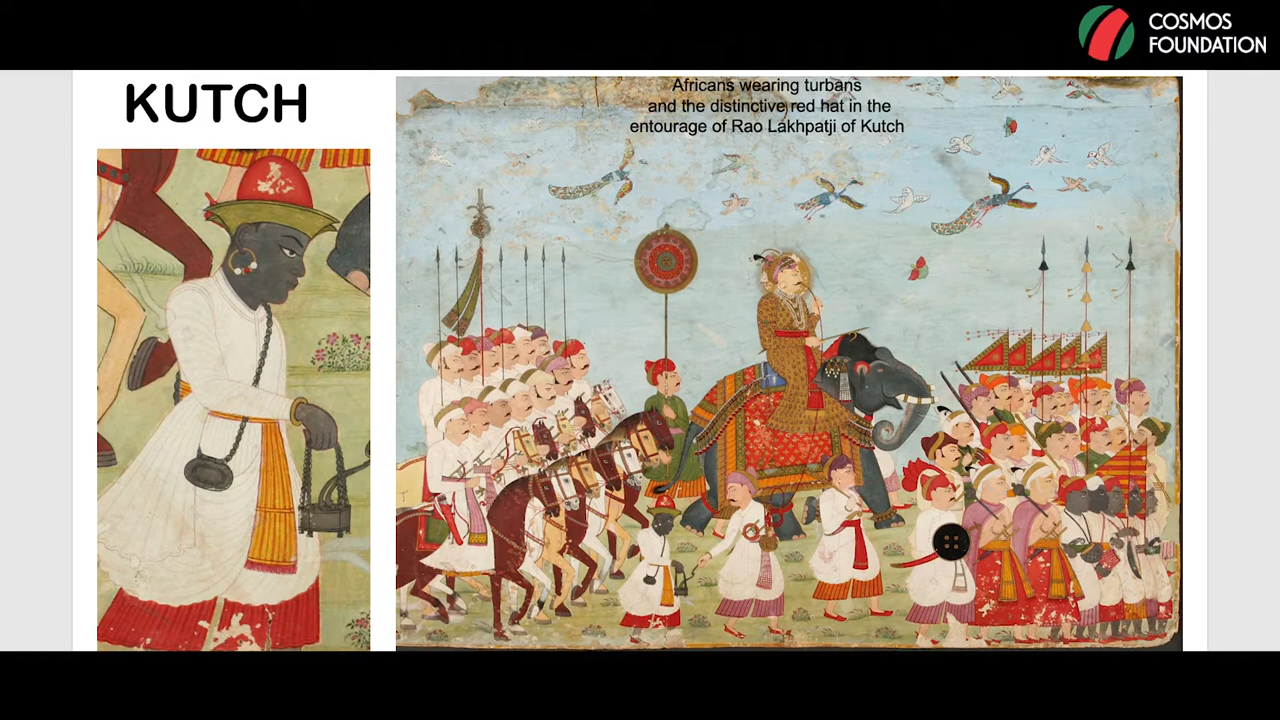 COSMOS
FOUNDATION
KUTCH
Africans wearing turbans
and the distinctive red hat in the
entourage of Rao Lakhpatji of Kutch